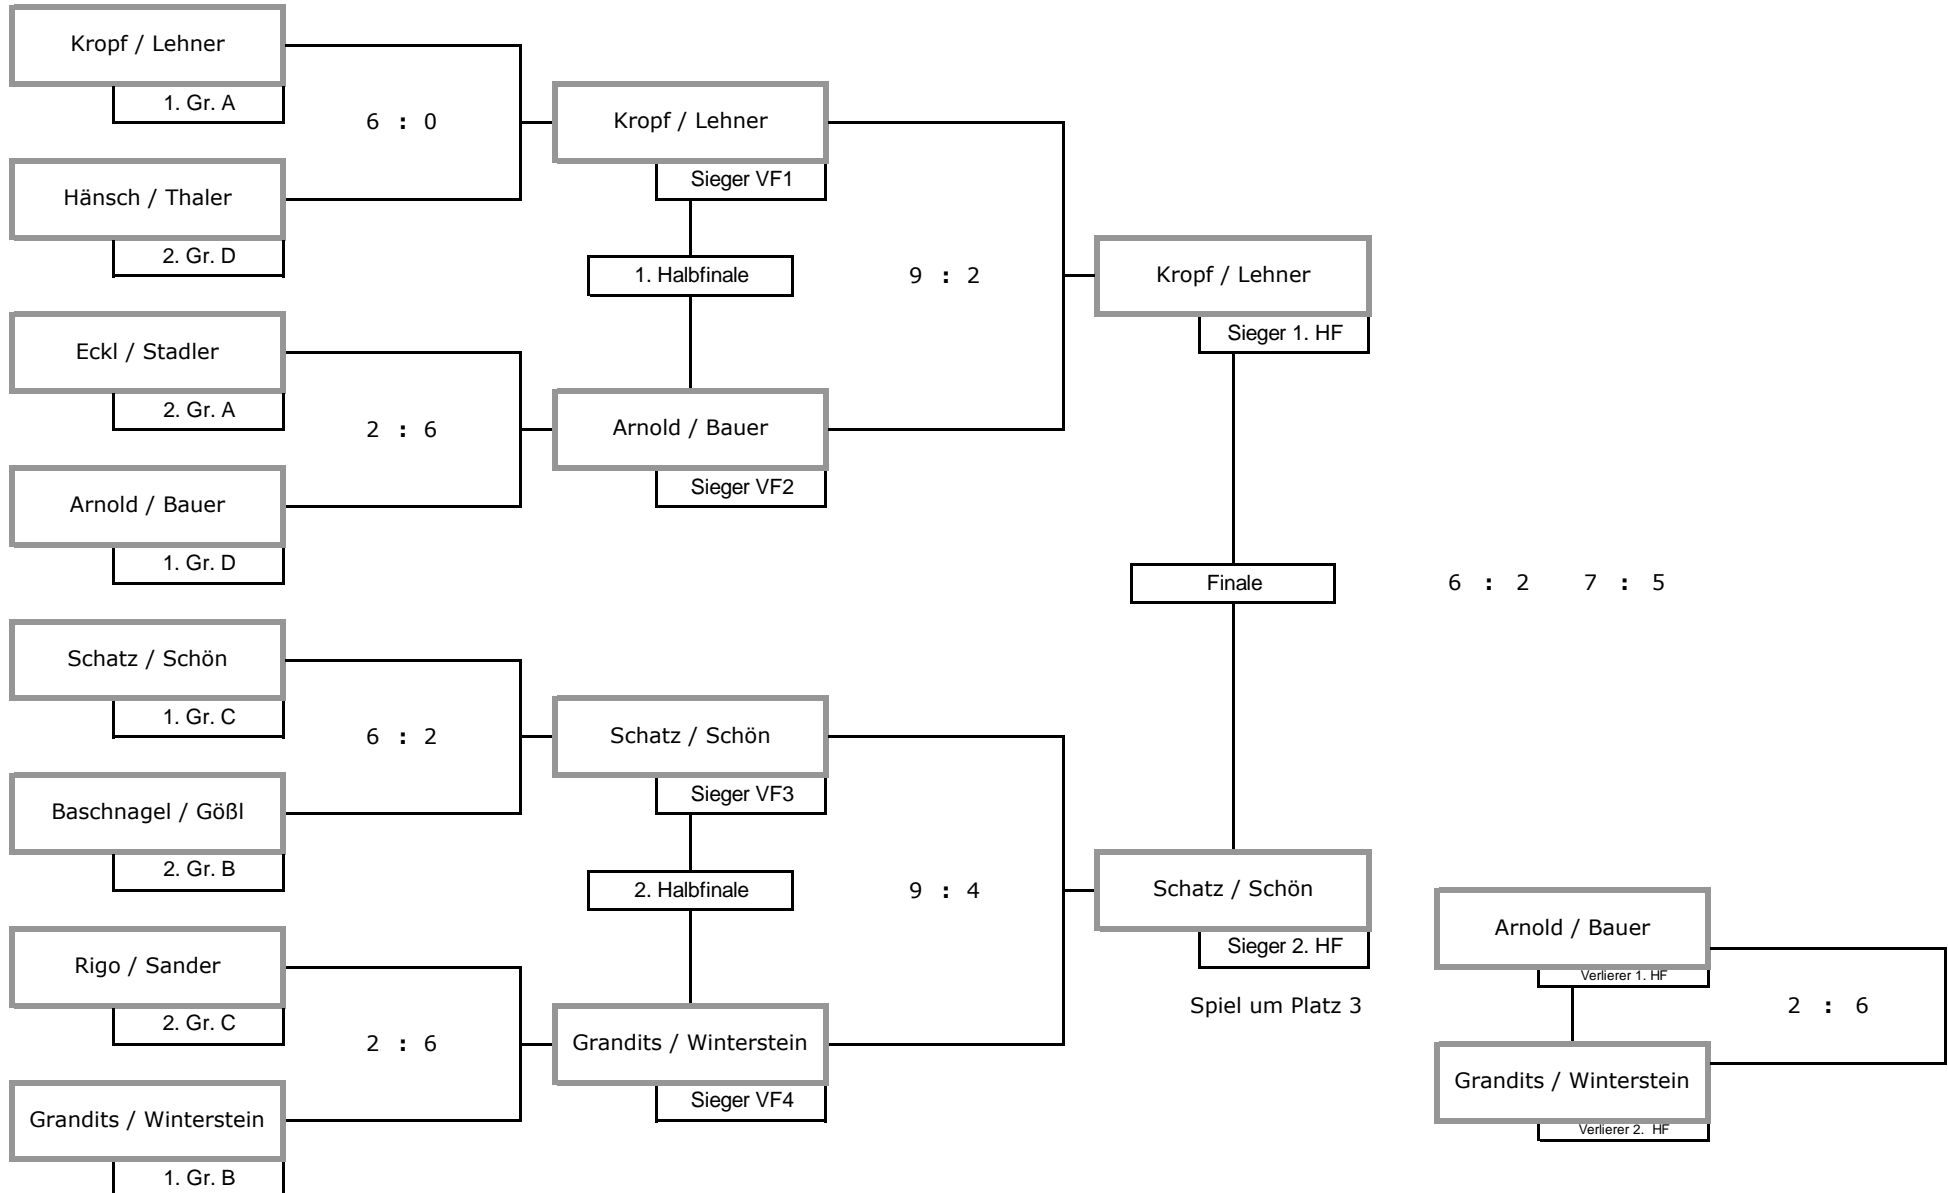 Kropf / Lehner
1. Gr. A
6 : 0
Hänsch / Thaler
2. Gr. D
Eckl / Stadler
2. Gr. A
2 : 6
Arnold / Bauer
1. Gr. D
Schatz / Schön
1. Gr. C
6 : 2
Baschnagel / Gößl
2. Gr. B
Rigo / Sander
2. Gr. C
2 : 6
Grandits / Winterstein
1. Gr. B
Kropf / Lehner
Sieger VF1
1. Halbfinale
9 : 2
Arnold / Bauer
Sieger VF2
Schatz / Schön
Sieger VF3
2. Halbfinale
9 : 4
Grandits / Winterstein
Sieger VF4
Kropf / Lehner
Sieger 1. HF
Finale
6 : 2 7 : 5
Schatz / Schön
Sieger 2. HF
Spiel um Platz 3
Arnold / Bauer
Verlierer 1. HF
2 : 6
Grandits / Winterstein
Verlierer 2. HF